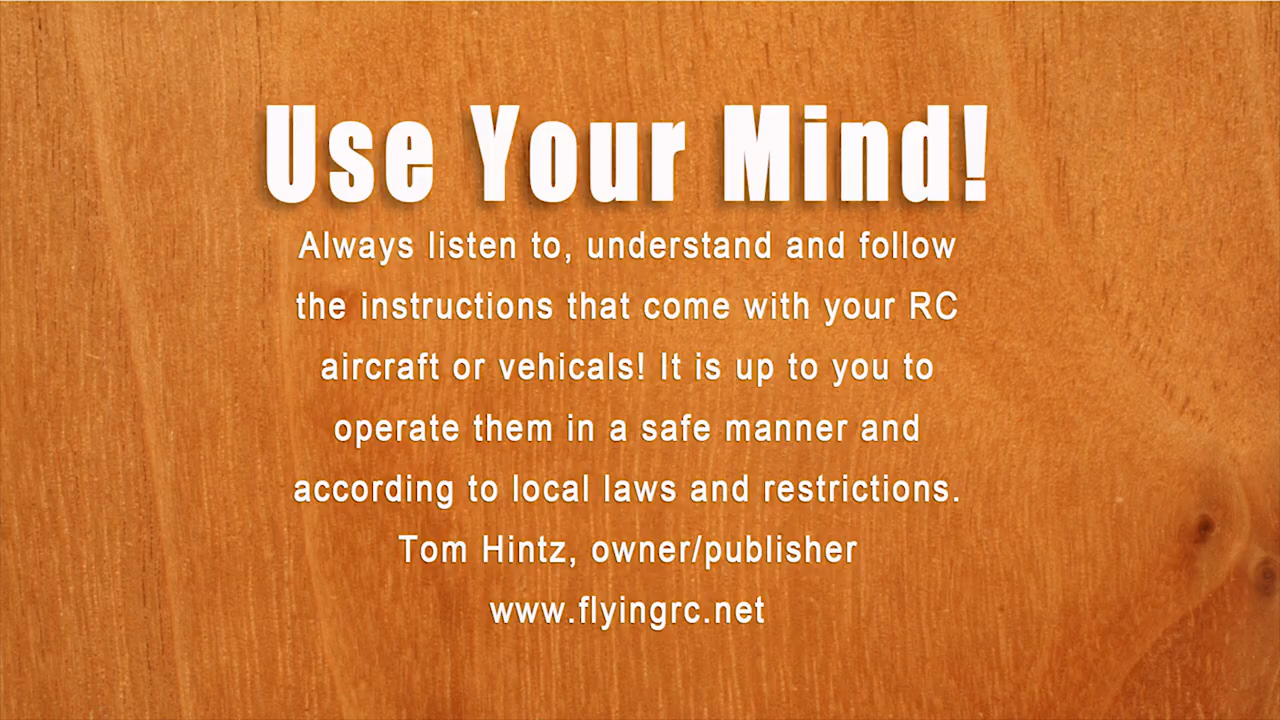 Use Your Mind!
Always listen to, understand and follow
the instructions that come with your RC
aircraft or vehicals! It is up to you to
operate them in a safe manner and
according to local laws and restrictions.
Tom Hintz, owner/publisher
www.flyingrc.net